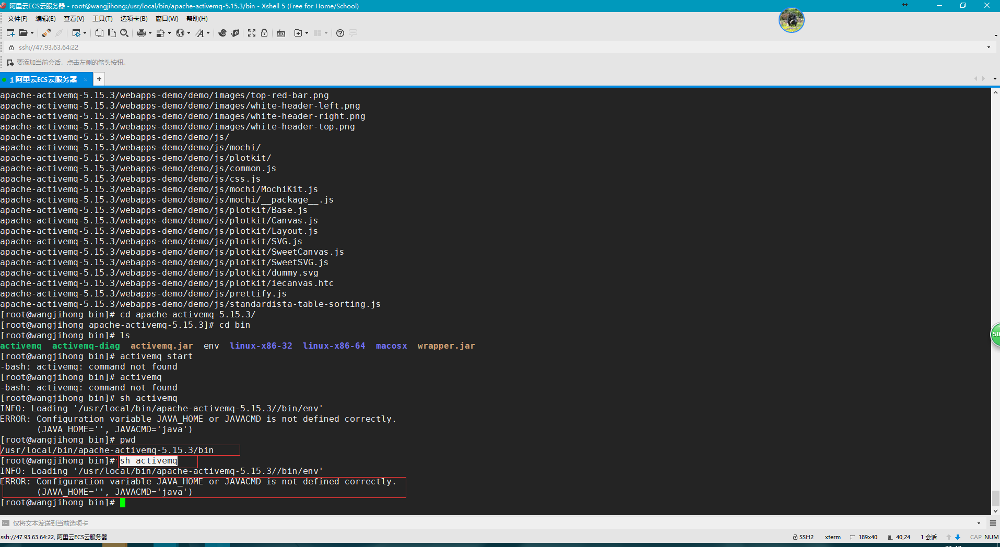 阿里云ECS云服务器 - root@wangjihong:/usr/local/bin/apache-activemq-5.15.3/bin - Xshell 5 (Free for Home/School)
文件(F) 编辑(E) 查看(V) 工具(T) 选项卡(B) 窗口(W) 帮助(H)
ssh://47.93.63.64:22
要添加当前会话，点击左侧的箭头按钮。
1 阿里云ECS云服务器 × +
apache-activemq-5.15.3/webapps-demo/demo/images/top-red-bar.png
apache-activemq-5.15.3/webapps-demo/demo/images/white-header-left.png
apache-activemq-5.15.3/webapps-demo/demo/images/white-header-right.png
apache-activemq-5.15.3/webapps-demo/demo/images/white-header-top.png
apache-activemq-5.15.3/webapps-demo/demo/js/
apache-activemq-5.15.3/webapps-demo/demo/js/mochi/
apache-activemq-5.15.3/webapps-demo/demo/js/plotkit/
apache-activemq-5.15.3/webapps-demo/demo/js/common.js
apache-activemq-5.15.3/webapps-demo/demo/js/css.js
apache-activemq-5.15.3/webapps-demo/demo/js/mochi/MochiKit.js
apache-activemq-5.15.3/webapps-demo/demo/js/mochi/__package__.js
apache-activemq-5.15.3/webapps-demo/demo/js/plotkit/Base.js
apache-activemq-5.15.3/webapps-demo/demo/js/plotkit/Canvas.js
apache-activemq-5.15.3/webapps-demo/demo/js/plotkit/Layout.js
apache-activemq-5.15.3/webapps-demo/demo/js/plotkit/SVG.js
apache-activemq-5.15.3/webapps-demo/demo/js/plotkit/SweetCanvas.js
apache-activemq-5.15.3/webapps-demo/demo/js/plotkit/SweetSVG.js
apache-activemq-5.15.3/webapps-demo/demo/js/plotkit/dummy.svg
apache-activemq-5.15.3/webapps-demo/demo/js/plotkit/iecanvas.htc
apache-activemq-5.15.3/webapps-demo/demo/js/prettify.js
apache-activemq-5.15.3/webapps-demo/demo/js/standardista-table-sorting.js
[root@wangjihong bin]# cd apache-activemq-5.15.3/
[root@wangjihong apache-activemq-5.15.3]# cd bin
[root@wangjihong bin]# ls
activemq activemq-diag activemq.jar env linux-x86-32 linux-x86-64 macosx wrapper.jar
[root@wangjihong bin]# activemq start
-bash: activemq: command not found
[root@wangjihong bin]# activemq
-bash: activemq: command not found
[root@wangjihong bin]# sh activemq
INFO: Loading '/usr/local/bin/apache-activemq-5.15.3//bin/env'
ERROR: Configuration variable JAVA_HOME or JAVACMD is not defined correctly.
(JAVA_HOME='', JAVACMD='java')
[root@wangjihong bin]# pwd
/usr/local/bin/apache-activemq-5.15.3/bin
[root@wangjihong bin]# sh activemq
INFO: Loading '/usr/local/bin/apache-activemq-5.15.3//bin/env'
ERROR: Configuration variable JAVA_HOME or JAVACMD is not defined correctly.
(JAVA_HOME='', JAVACMD='java')
[root@wangjihong bin]#
50
仅将文本发送到当前选项卡
ssh://47.93.63.64:22, 阿里云ECS云服务器 SSH2 xterm 189x40 40,24 1 会话 CAP NUM